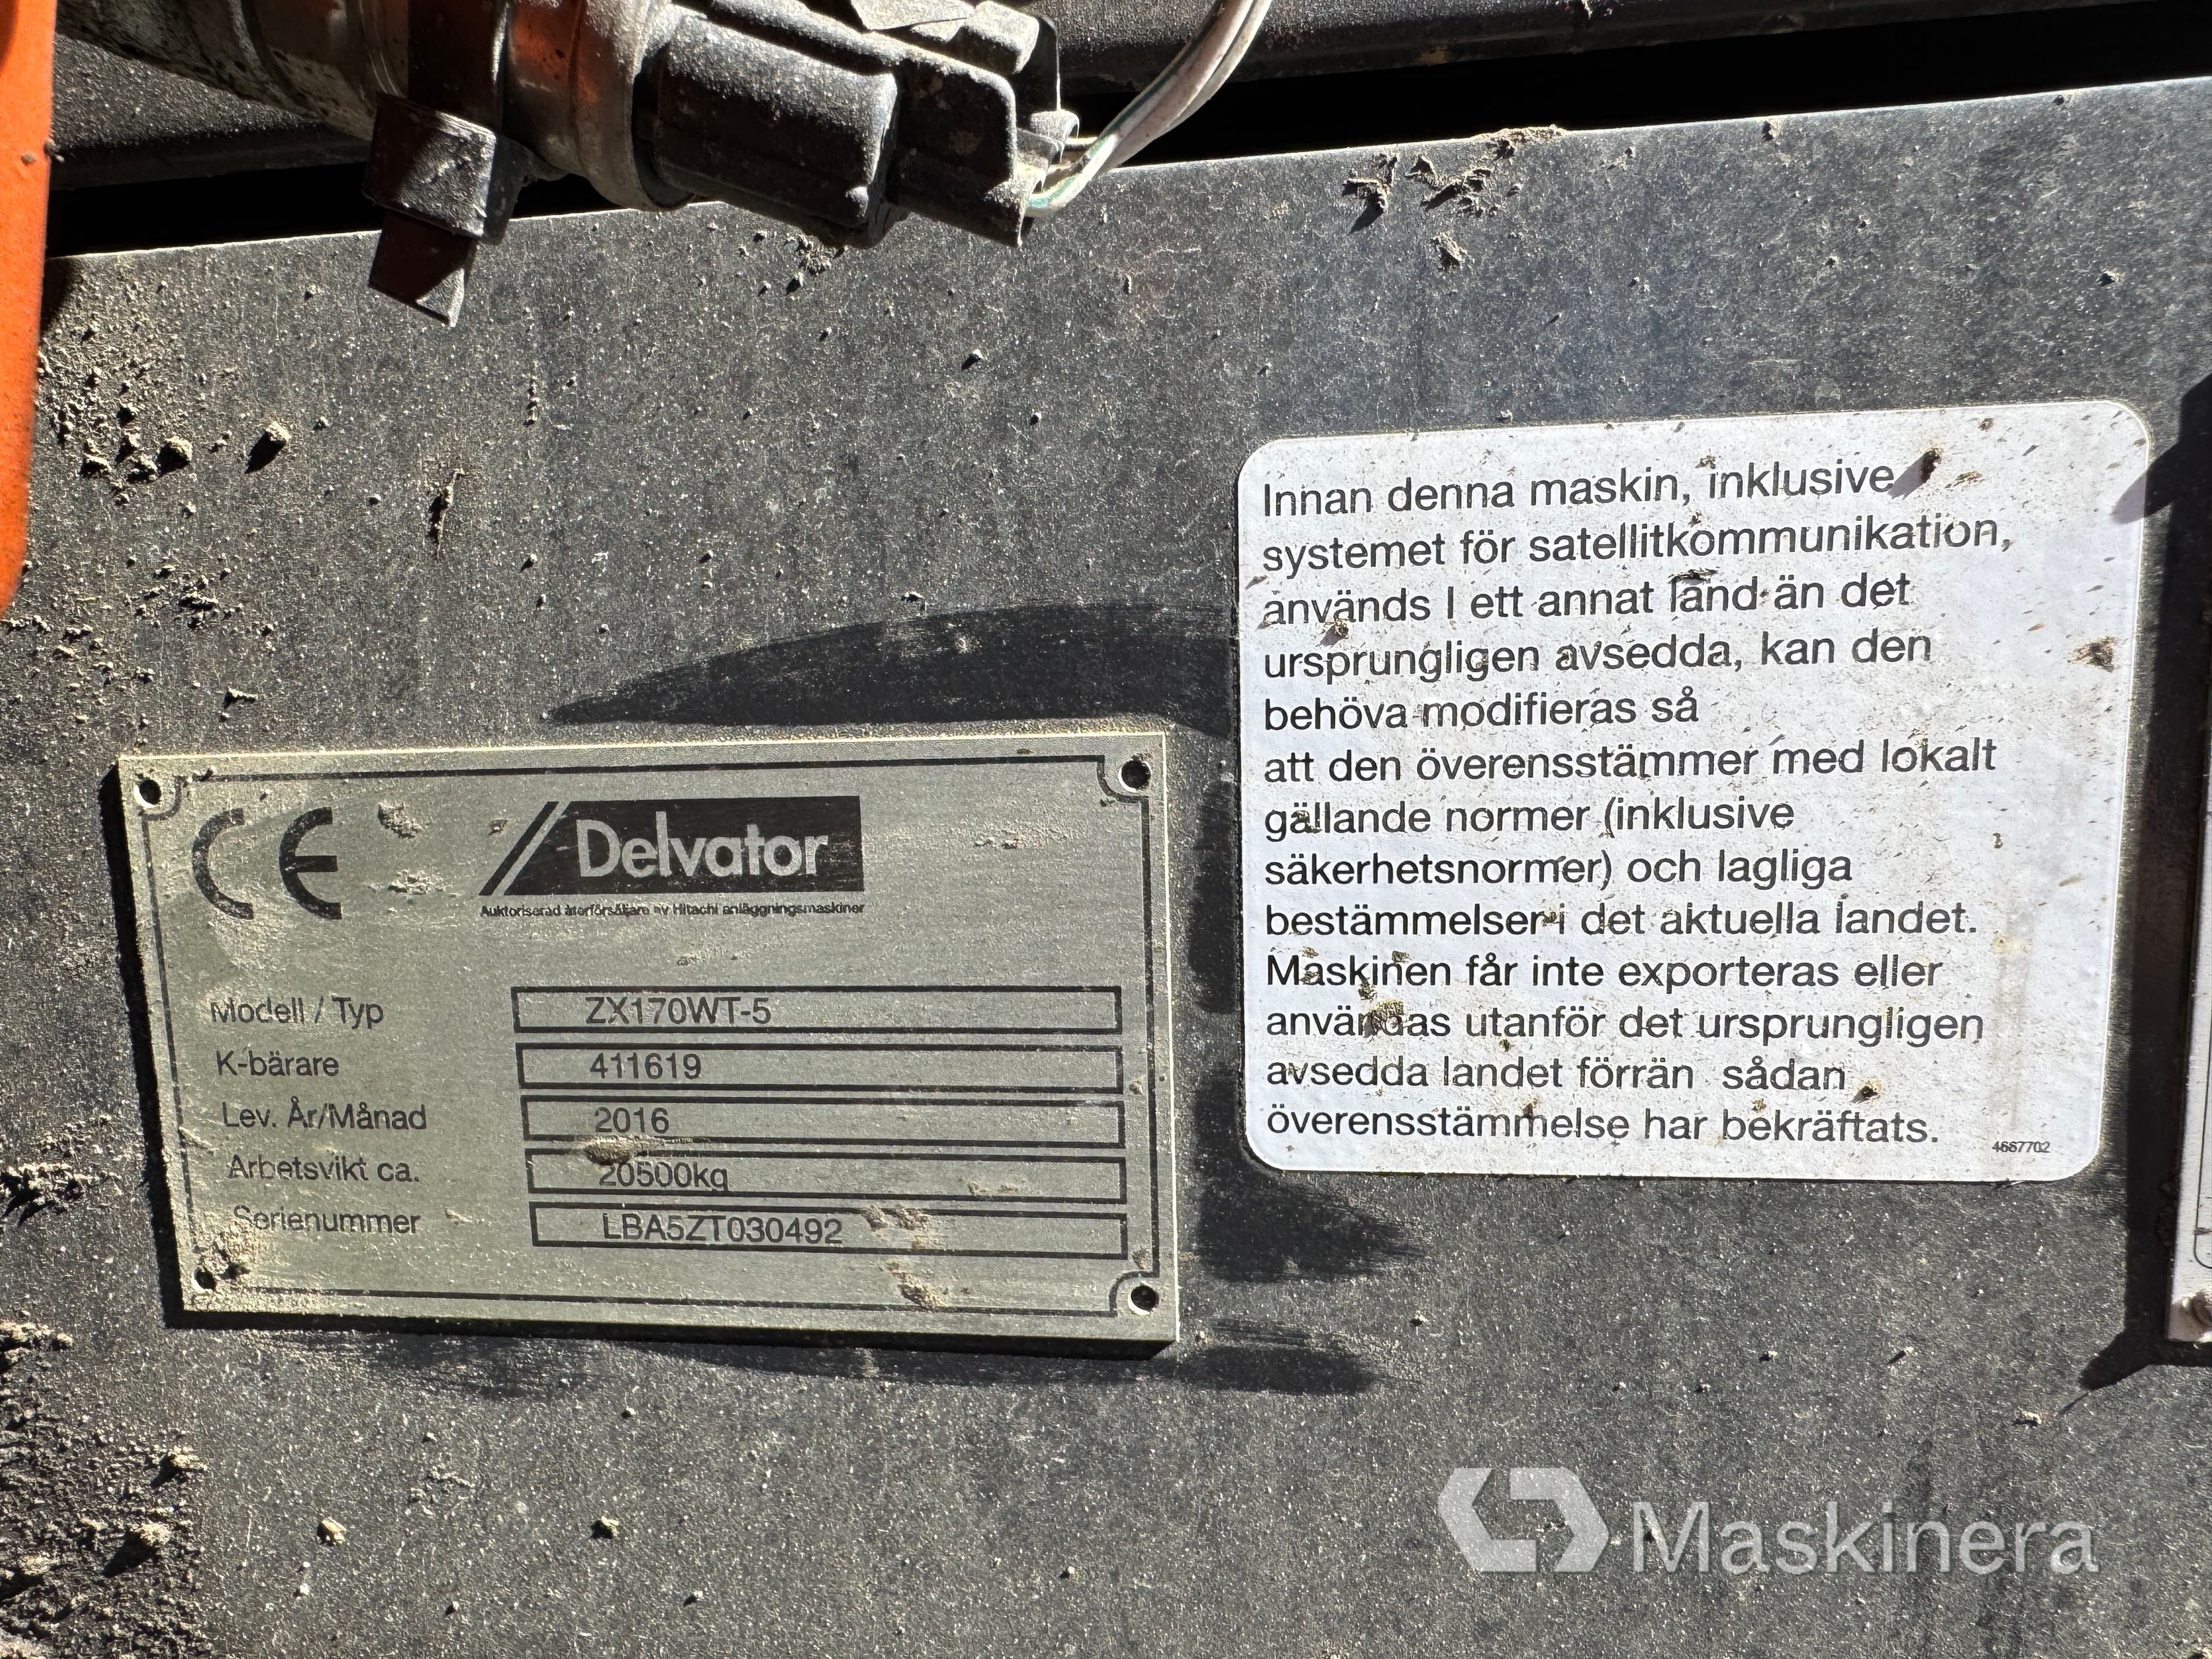 CE
Delvator
Auktoriserad återförsäljare av Hitachi anläggningsmaskiner
Modell / Typ ZX170WT-5
K-bärare 411619
Lev. År/Månad 2016
Arbetsvikt ca. 20500kg
Serienummer LBA5ZT030492
Innan denna maskin, inklusive
systemet för satellitkommunikation,
används I ett annat land än det
ursprungligen avsedda, kan den
behöva modifieras så
att den överensstämmer med lokalt
gällande normer (inklusive
säkerhetsnormer) och lagliga
bestämmelser i det aktuella landet.
Maskinen får inte exporteras eller
användas utanför det ursprungligen
avsedda landet förrän sådan
överensstämmelse har bekräftats.
4667702
Maskinera